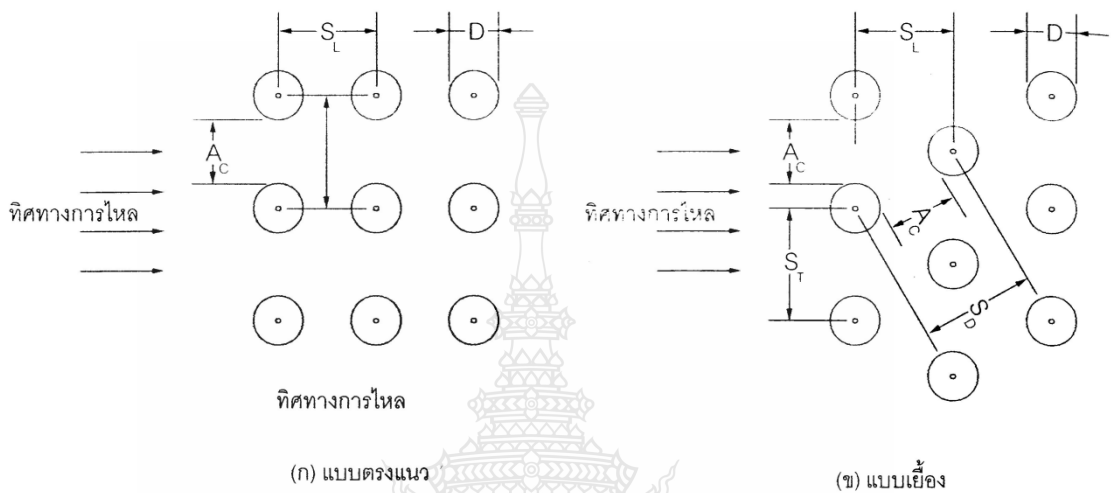 S_L
D
A_C
ทิศทางการไหล
ทิศทางการไหล
(ก) แบบตรงแนว
S_L
D
A_C
ทิศทางการไหล
S_T
A_C
S_D
(ข) แบบเยื้อง